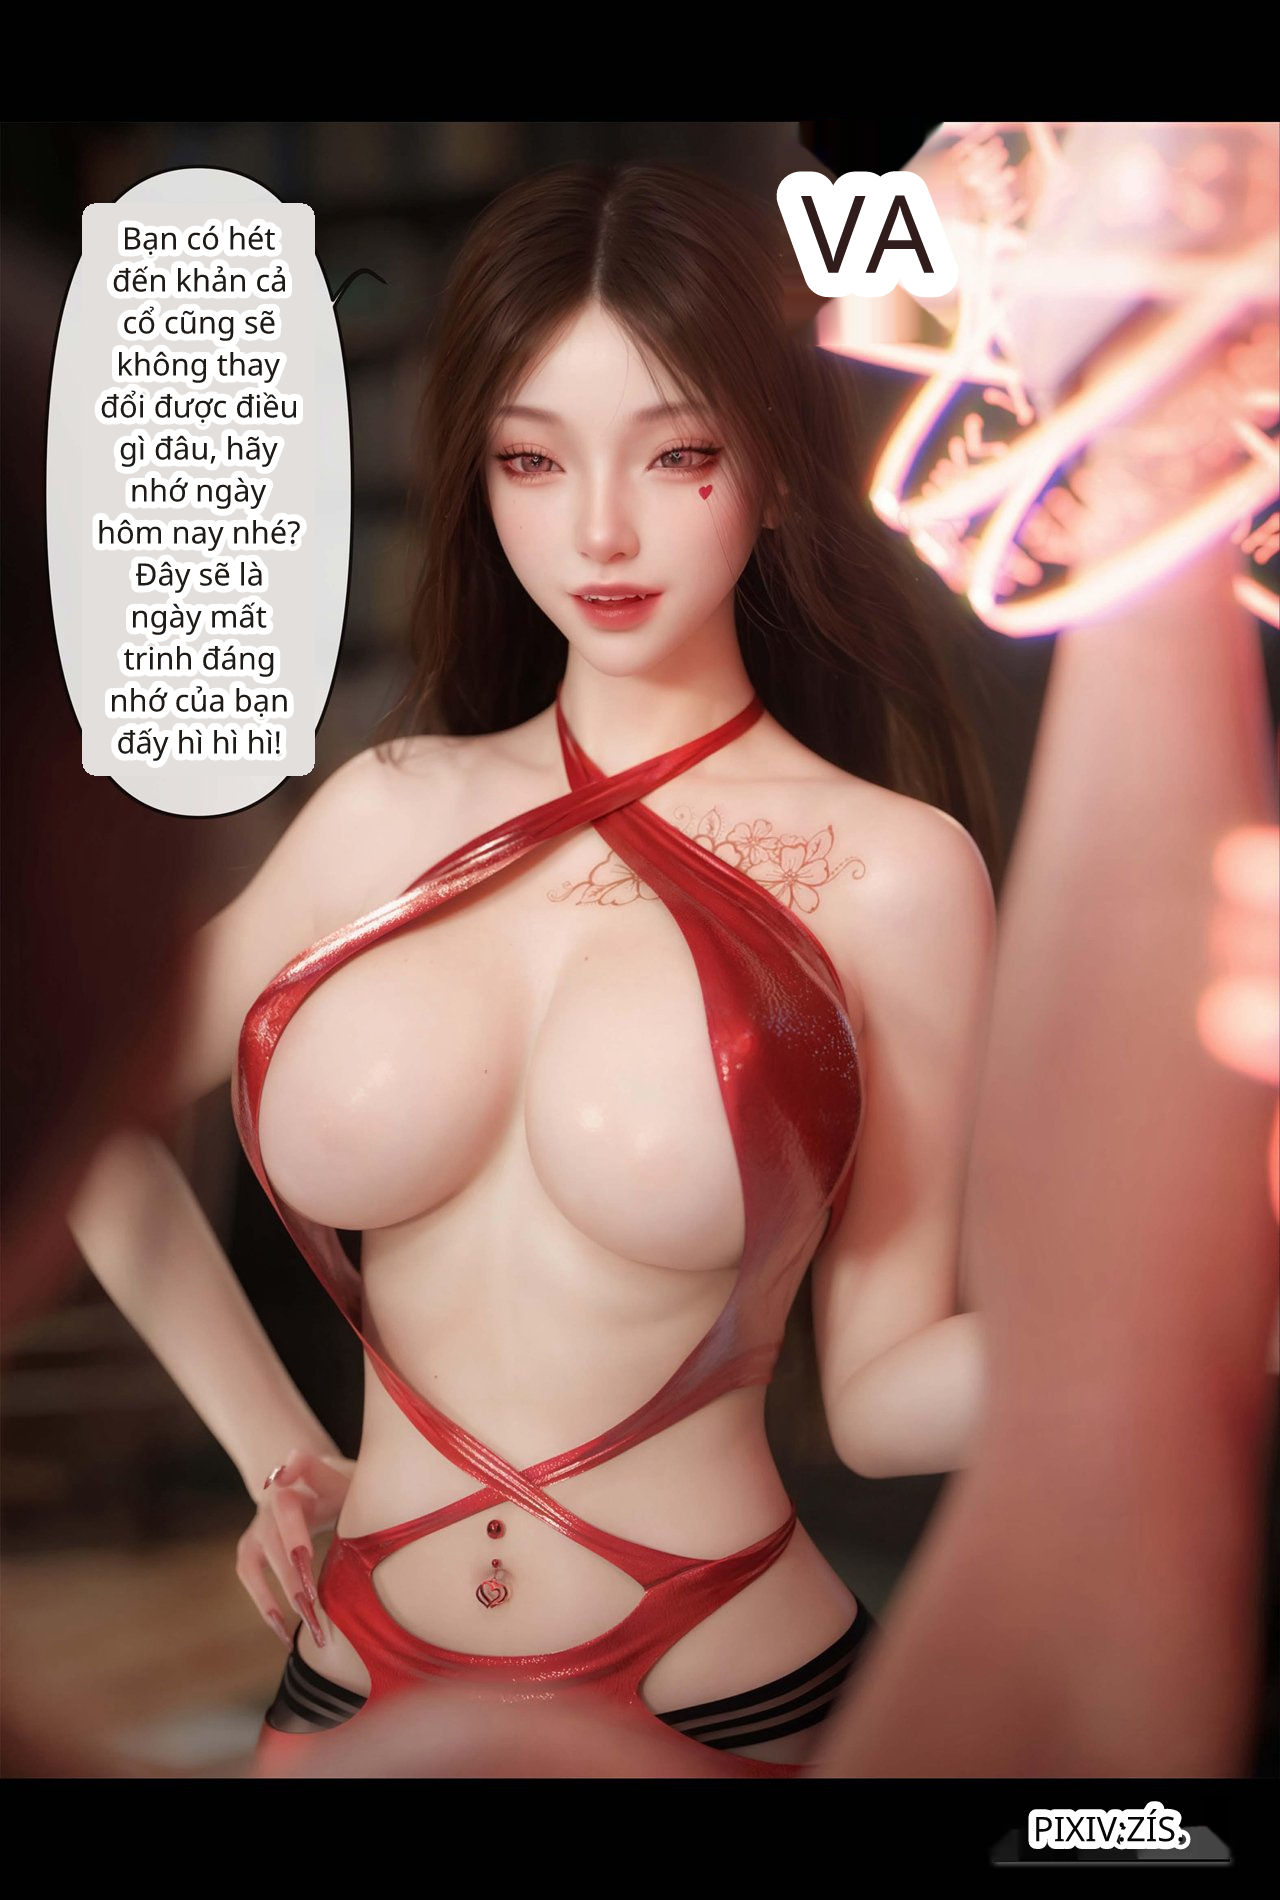 Bạn có hét
đến khản cả
cổ cũng sẽ
không thay
đổi được điều
gì đâu, hãy
nhớ ngày
hôm nay nhé?
Đây sẽ là
ngày mất
trinh đáng
nhớ của bạn
đấy hì hì hì!
VA
PIXIV:ZÍS.